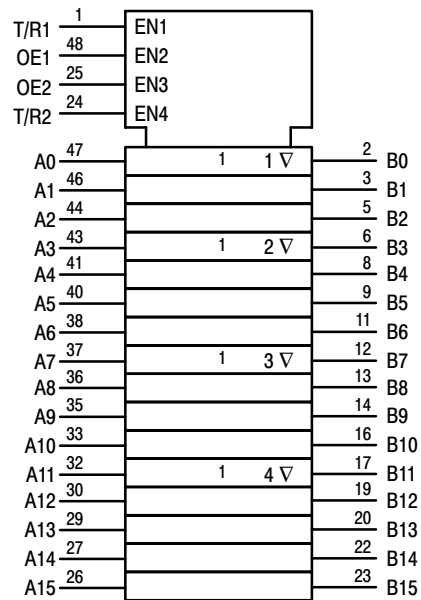 T/R1 1 EN1
OE1 48 EN2
OE2 25 EN3
T/R2 24 EN4
A0 47 1 1 ∇ 2 B0
A1 46 3 B1
A2 44 5 B2
A3 43 1 2 ∇ 6 B3
A4 41 8 B4
A5 40 9 B5
A6 38 11 B6
A7 37 1 3 ∇ 12 B7
A8 36 13 B8
A9 35 14 B9
A10 33 16 B10
A11 32 1 4 ∇ 17 B11
A12 30 19 B12
A13 29 20 B13
A14 27 22 B14
A15 26 23 B15